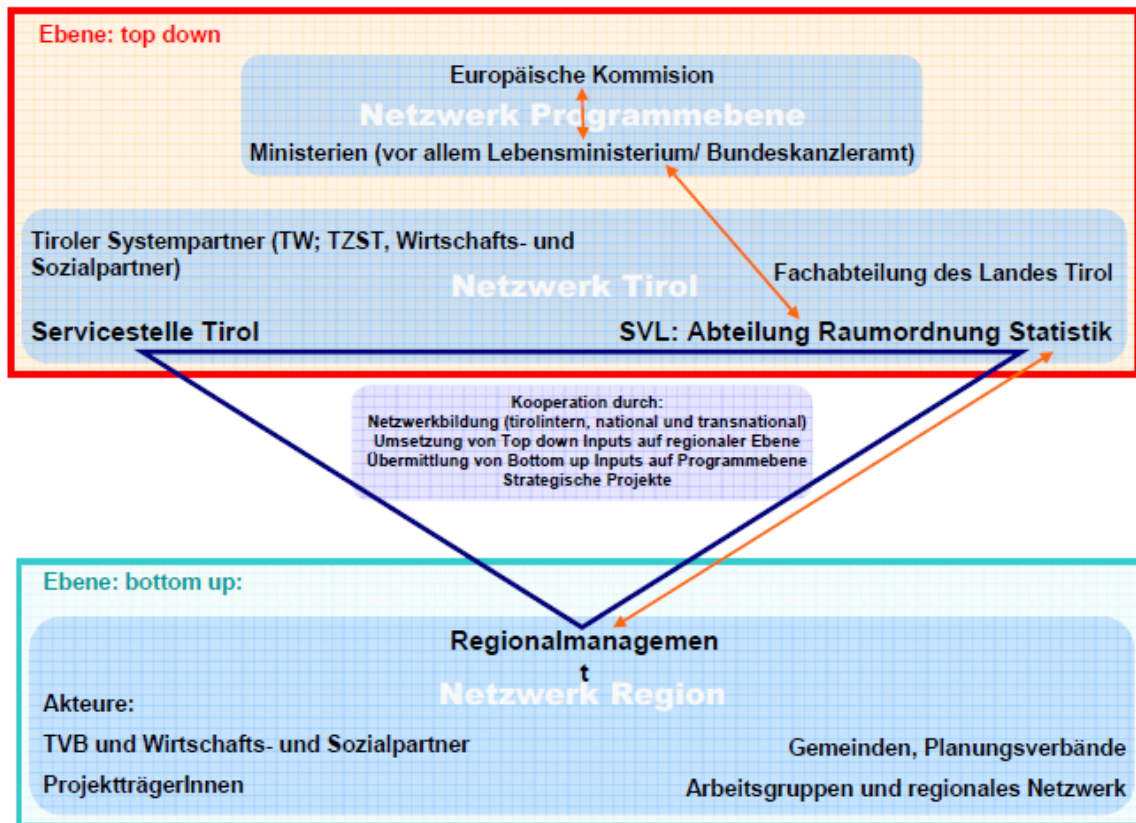 Ebene: top down
Europäische Kommision
Netzwerk Programmebene
Ministerien (vor allem Lebensministerium/ Bundeskanzleramt)
Tiroler Systempartner (TW; TZST, Wirtschafts- und
Sozialpartner)
Fachabteilung des Landes Tirol
Netzwerk Tirol
Servicestelle Tirol
SVL: Abteilung Raumordnung Statistik
Kooperation durch:
Netzwerkbildung (tirolintern, national und transnational)
Umsetzung von Top down Inputs auf regionaler Ebene
Übermittlung von Bottom up Inputs auf Programmebene
Strategische Projekte
Ebene: bottom up:
Regionalmanagemen
t
Netzwerk Region
Akteure:
TVB und Wirtschafts- und Sozialpartner
ProjektträgerInnen
Gemeinden, Planungsverbände
Arbeitsgruppen und regionales Netzwerk